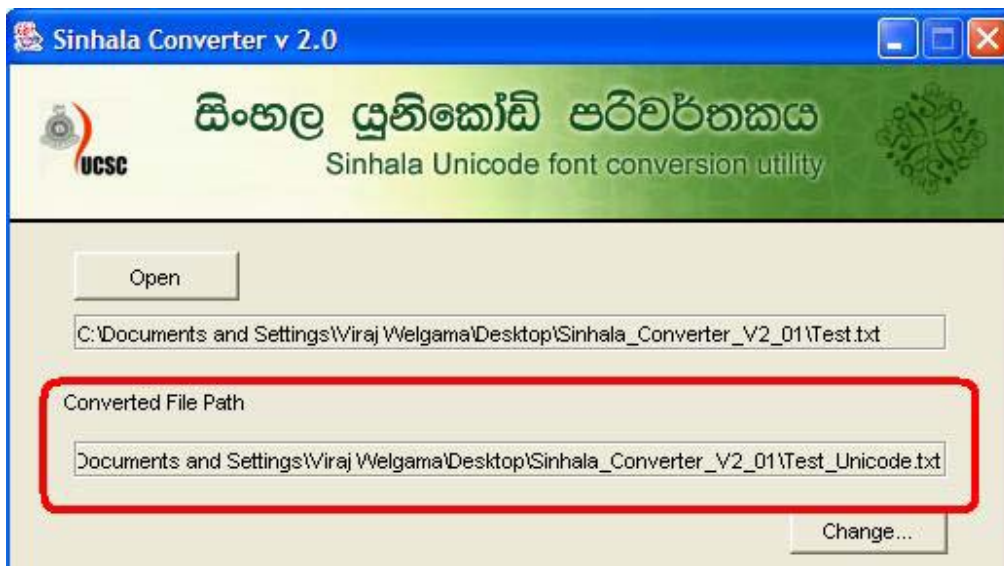 Sinhala Converter v 2.0
UCSC
සිංහල යුනිකෝඩ් පරිවර්තකය
Sinhala Unicode font conversion utility
Open
C:\Documents and Settings\Viraj Welgama\Desktop\Sinhala_Converter_V2_01\Test.txt
Converted File Path
Documents and Settings\Viraj Welgama\Desktop\Sinhala_Converter_V2_01\Test_Unicode.txt
Change...